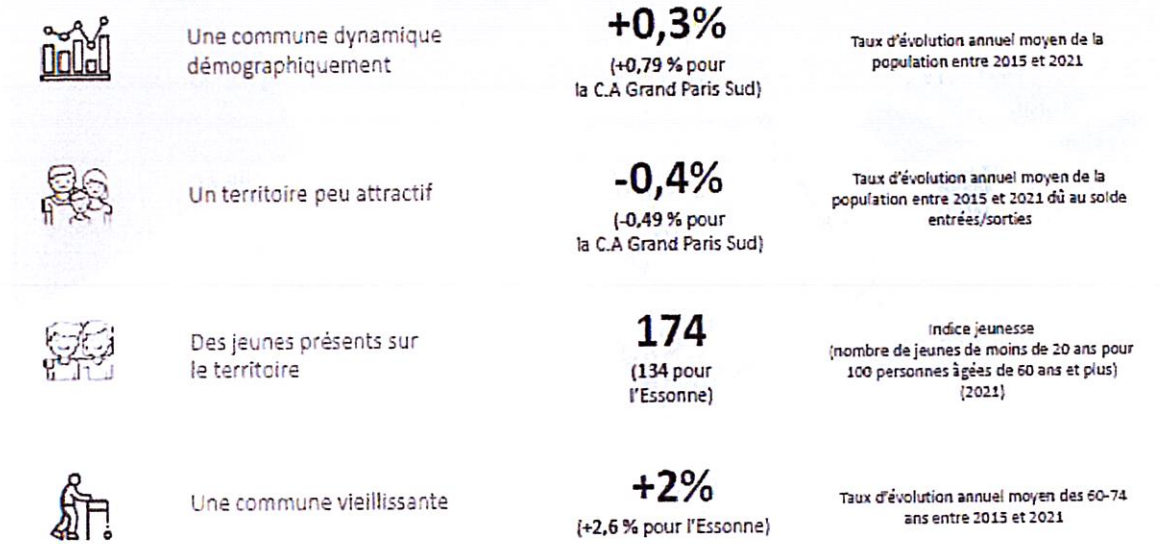 Une commune dynamique
démographiquement
+0,3%
(+0,79 % pour
la C.A Grand Paris Sud)
Taux d'évolution annuel moyen de la
population entre 2015 et 2021
Un territoire peu attractif
-0,4%
(-0,49 % pour
la C.A Grand Paris Sud)
Taux d'évolution annuel moyen de la
population entre 2015 et 2021 dû au solde
entrées/sorties
Des jeunes présents sur
le territoire
174
(134 pour
l'Essonne)
Indice jeunesse
(nombre de jeunes de moins de 20 ans pour
100 personnes âgées de 60 ans et plus)
(2021)
Une commune vieillissante
+2%
(+2,6 % pour l'Essonne)
Taux d'évolution annuel moyen des 60-74
ans entre 2015 et 2021